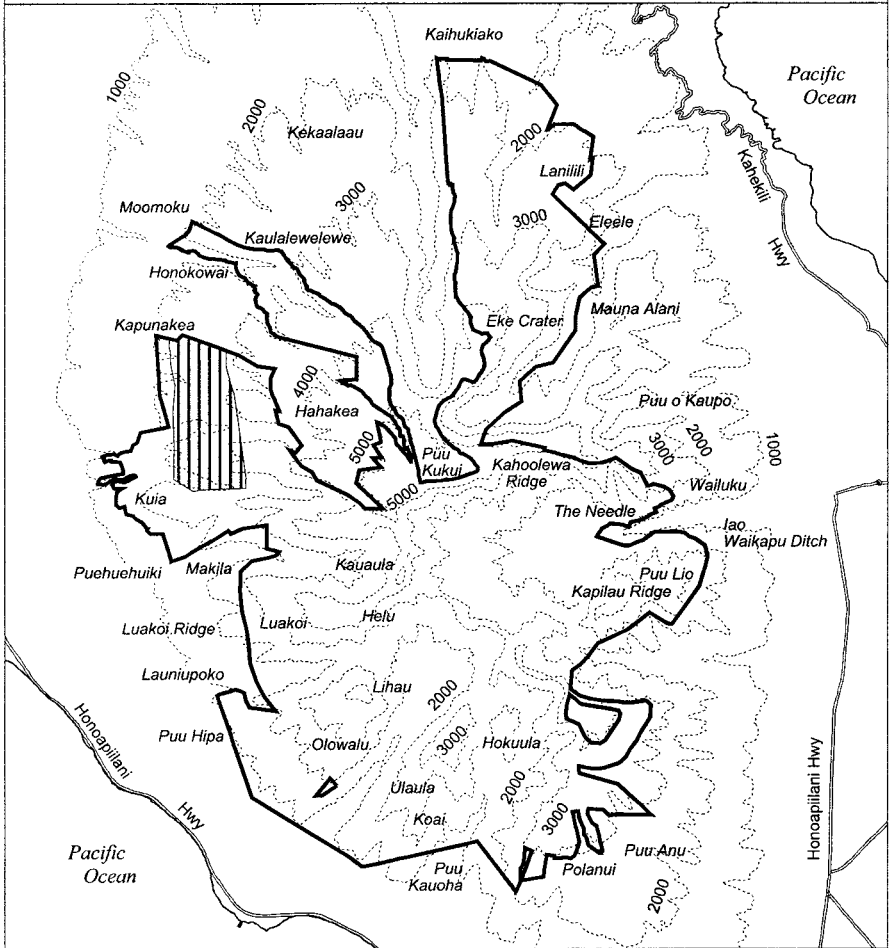 Kaihukiako
Pacific
Ocean
1000
2000
Kekaalaau
2000
Lanilili
Kahekili
Hwy
3000
Moomoku
Kaulalewelewe
3000
Eleele
Honokowai
Kapunakea
Eke Crater
Mauna Alani
4000
Hahakea
Puu o Kaupo
3000
2000
1000
5000
Puu
Kukui
Kahoolewa
Ridge
Wailuku
5000
Kuia
The Needle
Iao
Waikapu Ditch
Puehuehuiki
Makila
Kauaula
Puu Lio
Kapilau Ridge
Luakoi Ridge
Luakoi
Helu
Launiupoko
Lihau
2000
Honoapiilani
Hwy
Puu Hipa
Olowalu
3000
Hokuula
Ulaula
2000
Koai
3000
Honoapiilani Hwy
Pacific
Ocean
Puu
Kauoha
Polanui
Puu Anu
2000